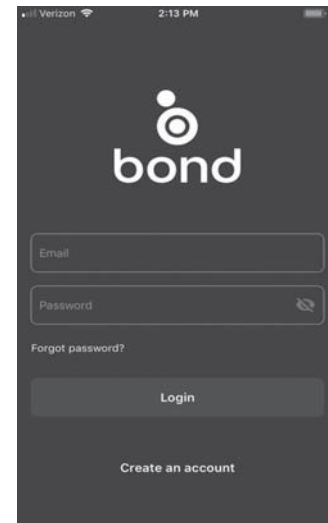 Verizon 2:13 PM
bond
Email
Password
Forgot password?
Login
Create an account